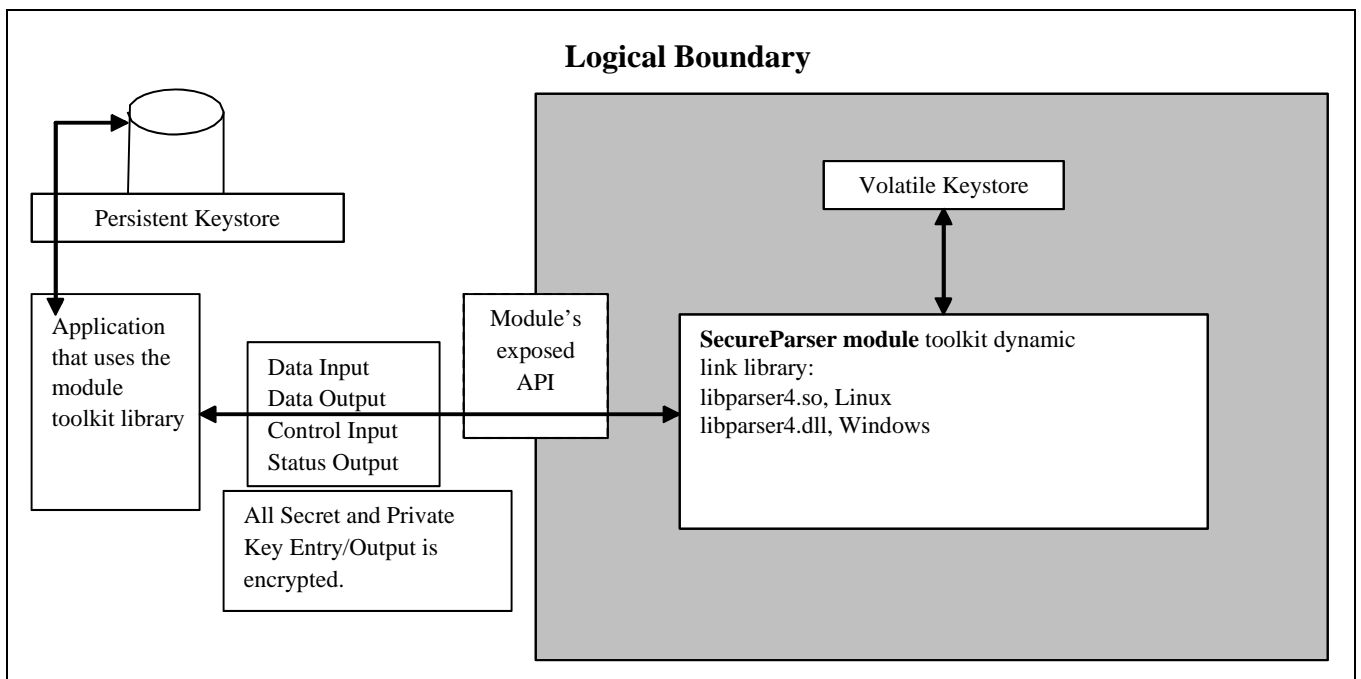 Logical Boundary
Persistent Keystore
Volatile Keystore
Application
that uses the
module
toolkit library
Data Input
Data Output
Control Input
Status Output
All Secret and Private
Key Entry/Output is
encrypted.
Module's
exposed
API
SecureParser module toolkit dynamic
link library:
libparser4.so, Linux
libparser4.dll, Windows